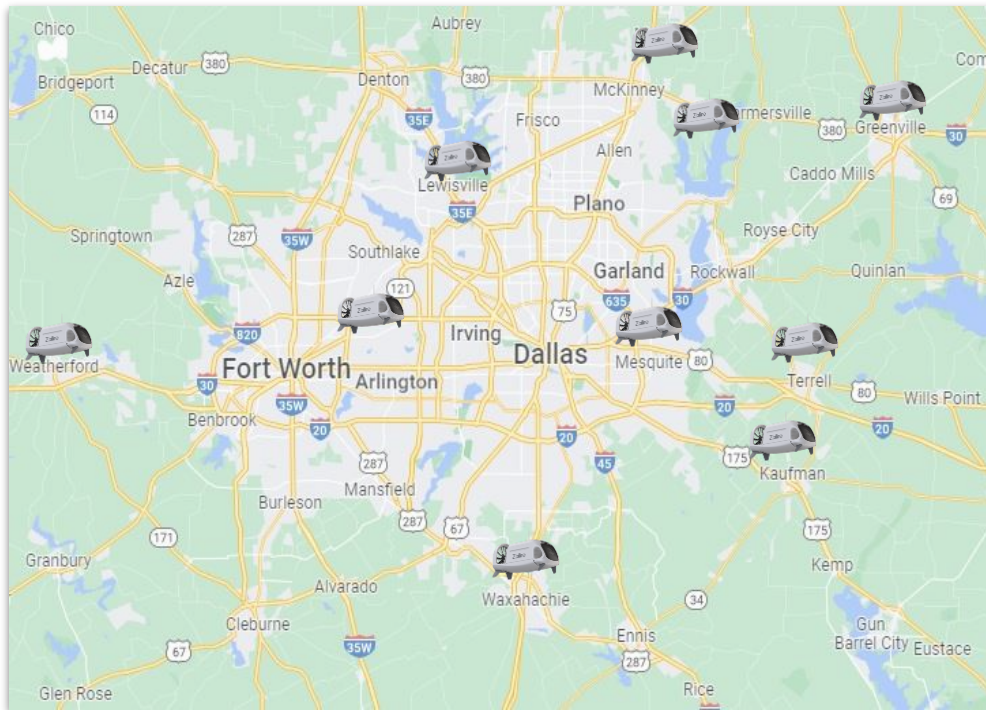 Chico
Aubrey
Decatur
380
Bridgeport
Denton
380
McKinney
Com
114
35E
Frisco
rmersville
380
Greenville
30
Allen
Caddo Mills
Lewisville
Plano
69
35E
Springtown
287
35W
Southlake
Royse City
Azle
121
Garland
Rockwall
Quinlan
635
30
75
820
Irving
Dallas
Mesquite
80
Weatherford
Fort Worth
Arlington
Terrell
30
80
Wills Point
35W
20
Benbrook
20
20
20
45
175
287
Kaufman
Mansfield
Burleson
287
67
175
171
Granbury
Kemp
Alvarado
Waxahachie
34
Cleburne
Gun
Barrel City
Ennis
Eustace
67
35W
287
Glen Rose
Rice